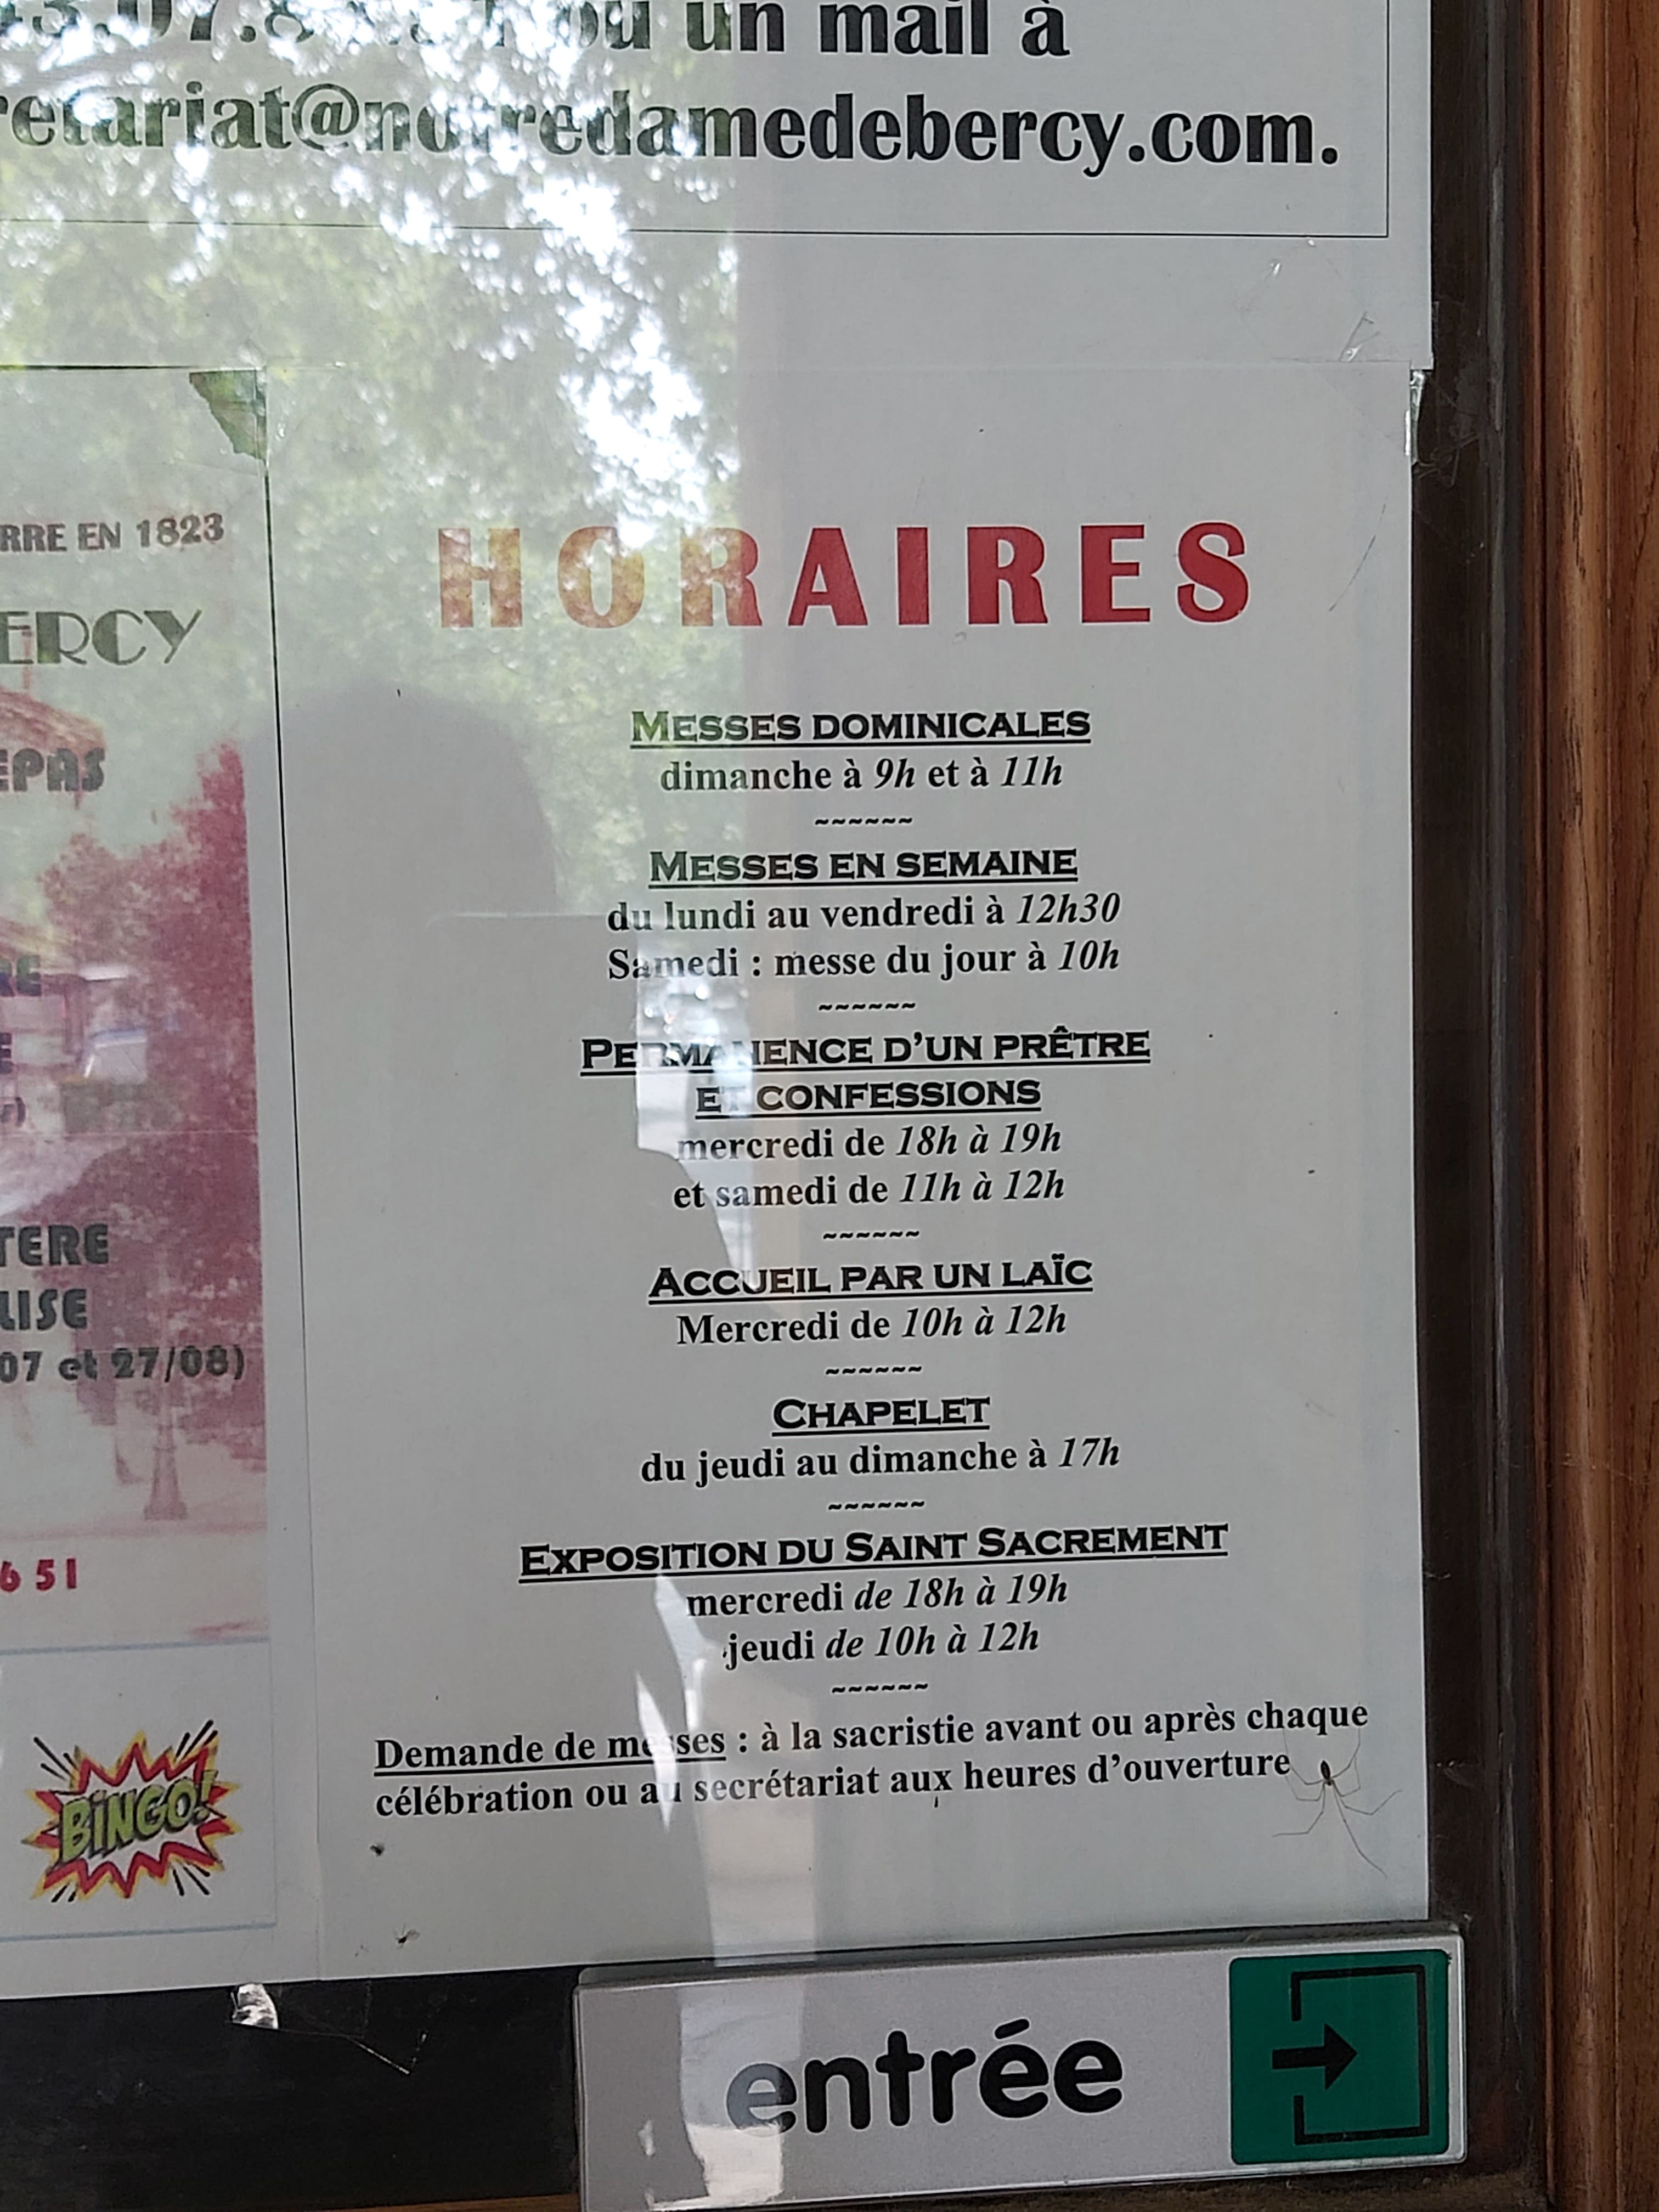 ou un mail à
retariat@notredamedebercy.com.
RRE EN 1823
ERCY
EPAS
RE
E
TERE
LISE
07 et 27/08)
6 51
BINGO!
HORAIRES
MESSES DOMINICALES
dimanche à 9h et à 11h
~~~~~~
MESSES EN SEMAINE
du lundi au vendredi à 12h30
Samedi : messe du jour à 10h
~~~~~~
PERMANENCE D’UN PRÊTRE
ET CONFESSIONS
mercredi de 18h à 19h
et samedi de 11h à 12h
~~~~~~
ACCUEIL PAR UN LAÏC
Mercredi de 10h à 12h
~~~~~~
CHAPELET
du jeudi au dimanche à 17h
~~~~~~
EXPOSITION DU SAINT SACREMENT
mercredi de 18h à 19h
jeudi de 10h à 12h
~~~~~~
Demande de messes : à la sacristie avant ou après chaque
célébration ou au secrétariat aux heures d’ouverture
entrée